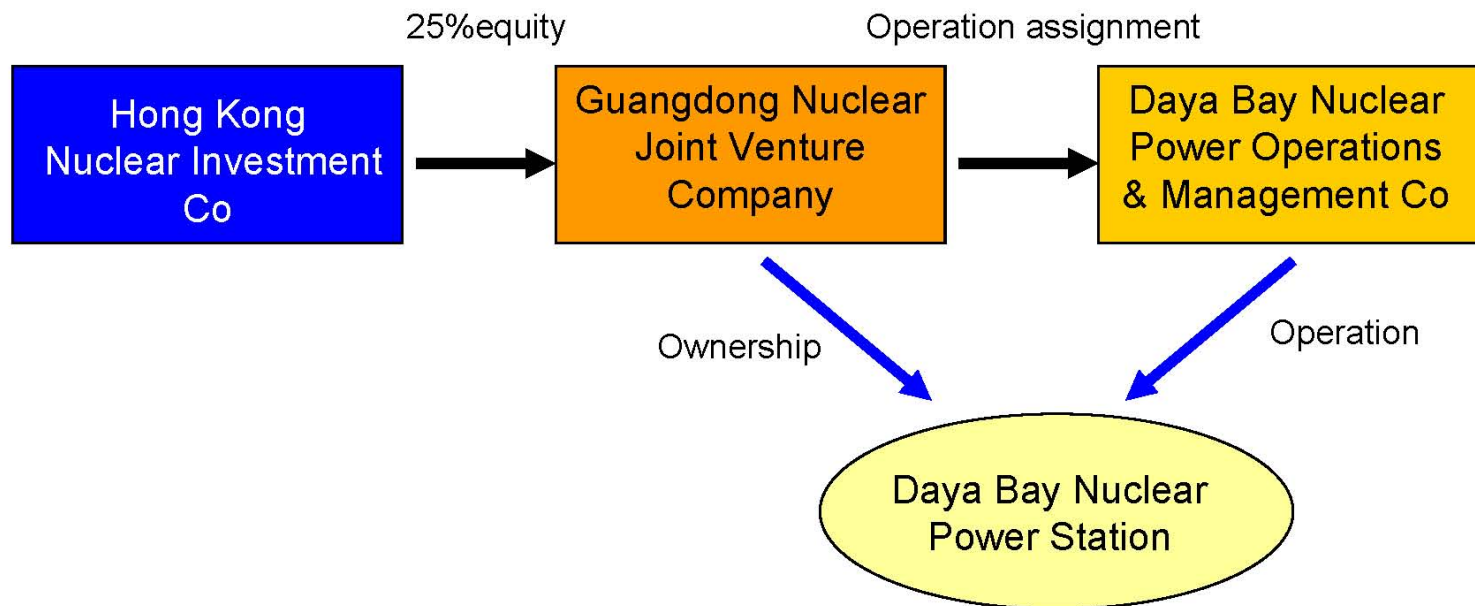 25%equity
Operation assignment
Hong Kong
Nuclear Investment
Co
Guangdong Nuclear
Joint Venture
Company
Daya Bay Nuclear
Power Operations
& Management Co
Ownership
Operation
Daya Bay Nuclear
Power Station